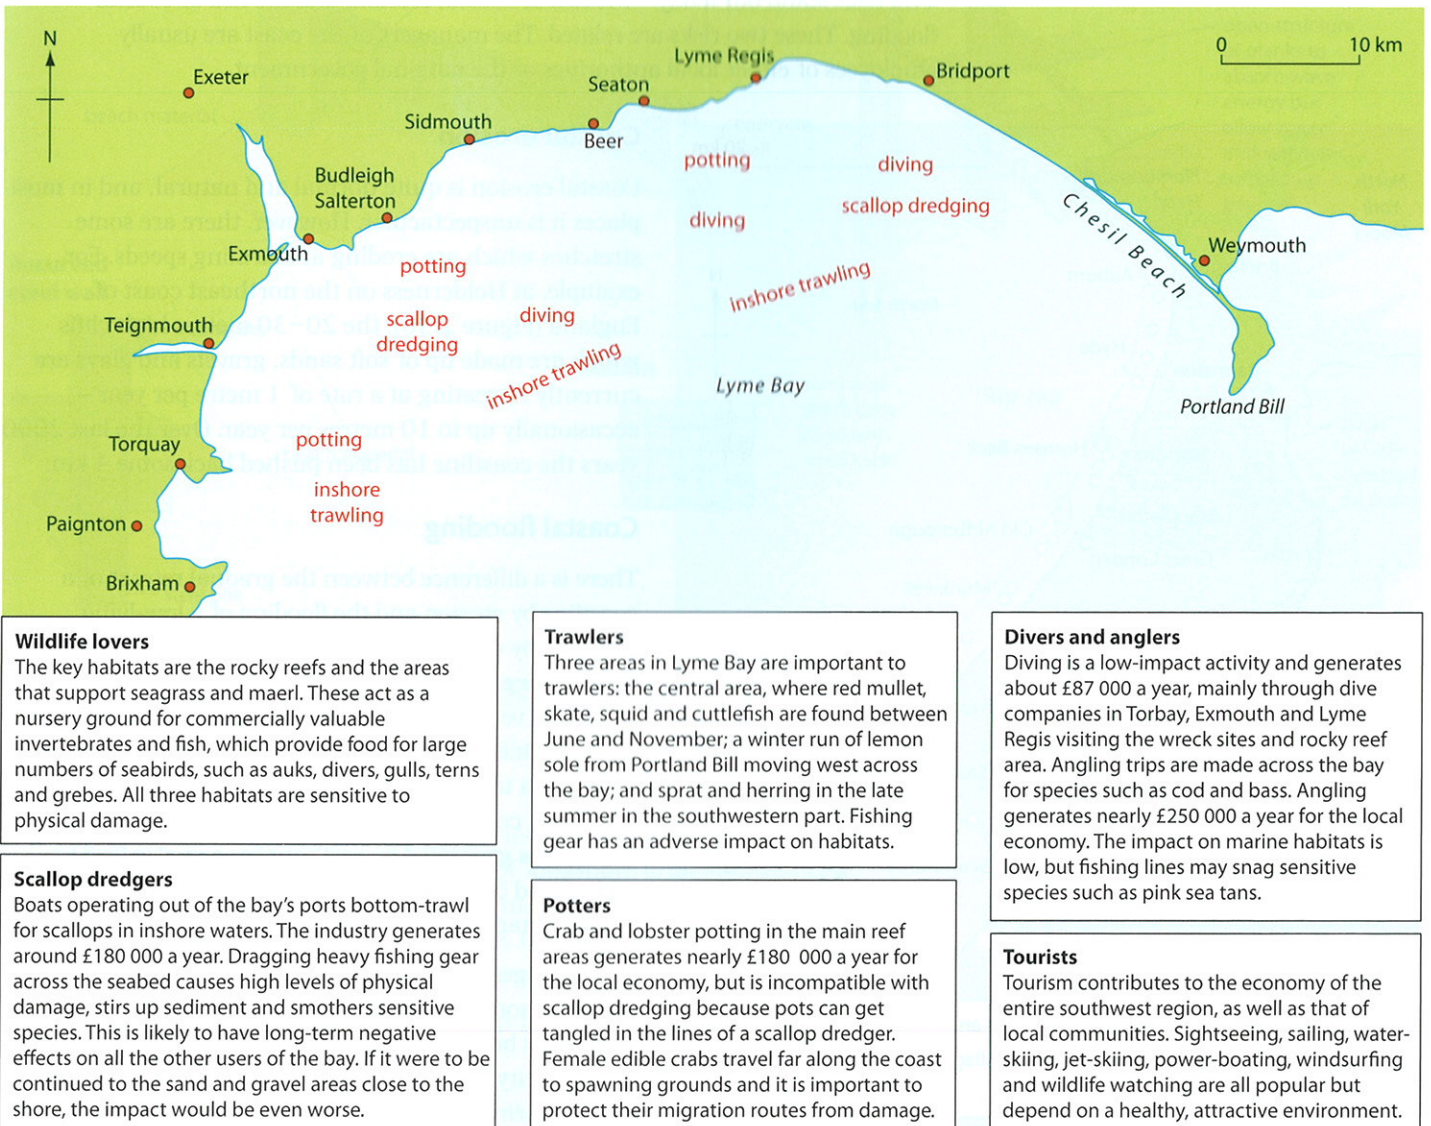 N
Exeter
Lyme Regis
0 10 km
Bridport
Seaton
Sidmouth
Beer
potting
diving
Budleigh
Salterton
scallop dredging
diving
Chesil Beach
Weymouth
Exmouth
potting
inshore trawling
scallop
dredging
diving
Teignmouth
inshore trawling
Lyme Bay
Portland Bill
potting
Torquay
inshore
trawling
Paignton
Brixham
Wildlife lovers
The key habitats are the rocky reefs and the areas
that support seagrass and maerl. These act as a
nursery ground for commercially valuable
invertebrates and fish, which provide food for large
numbers of seabirds, such as auks, divers, gulls, terns
and grebes. All three habitats are sensitive to
physical damage.
Trawlers
Three areas in Lyme Bay are important to
trawlers: the central area, where red mullet,
skate, squid and cuttlefish are found between
June and November; a winter run of lemon
sole from Portland Bill moving west across
the bay; and sprat and herring in the late
summer in the southwestern part. Fishing
gear has an adverse impact on habitats.
Divers and anglers
Diving is a low-impact activity and generates
about £87 000 a year, mainly through dive
companies in Torbay, Exmouth and Lyme
Regis visiting the wreck sites and rocky reef
area. Angling trips are made across the bay
for species such as cod and bass. Angling
generates nearly £250 000 a year for the local
economy. The impact on marine habitats is
low, but fishing lines may snag sensitive
species such as pink sea tans.
Scallop dredgers
Boats operating out of the bay's ports bottom-trawl
for scallops in inshore waters. The industry generates
around £180 000 a year. Dragging heavy fishing gear
across the seabed causes high levels of physical
damage, stirs up sediment and smothers sensitive
species. This is likely to have long-term negative
effects on all the other users of the bay. If it were to be
continued to the sand and gravel areas close to the
shore, the impact would be even worse.
Potters
Crab and lobster potting in the main reef
areas generates nearly £180 000 a year for
the local economy, but is incompatible with
scallop dredging because pots can get
tangled in the lines of a scallop dredger.
Female edible crabs travel far along the coast
to spawning grounds and it is important to
protect their migration routes from damage.
Tourists
Tourism contributes to the economy of the
entire southwest region, as well as that of
local communities. Sightseeing, sailing, water-
skiing, jet-skiing, power-boating, windsurfing
and wildlife watching are all popular but
depend on a healthy, attractive environment.